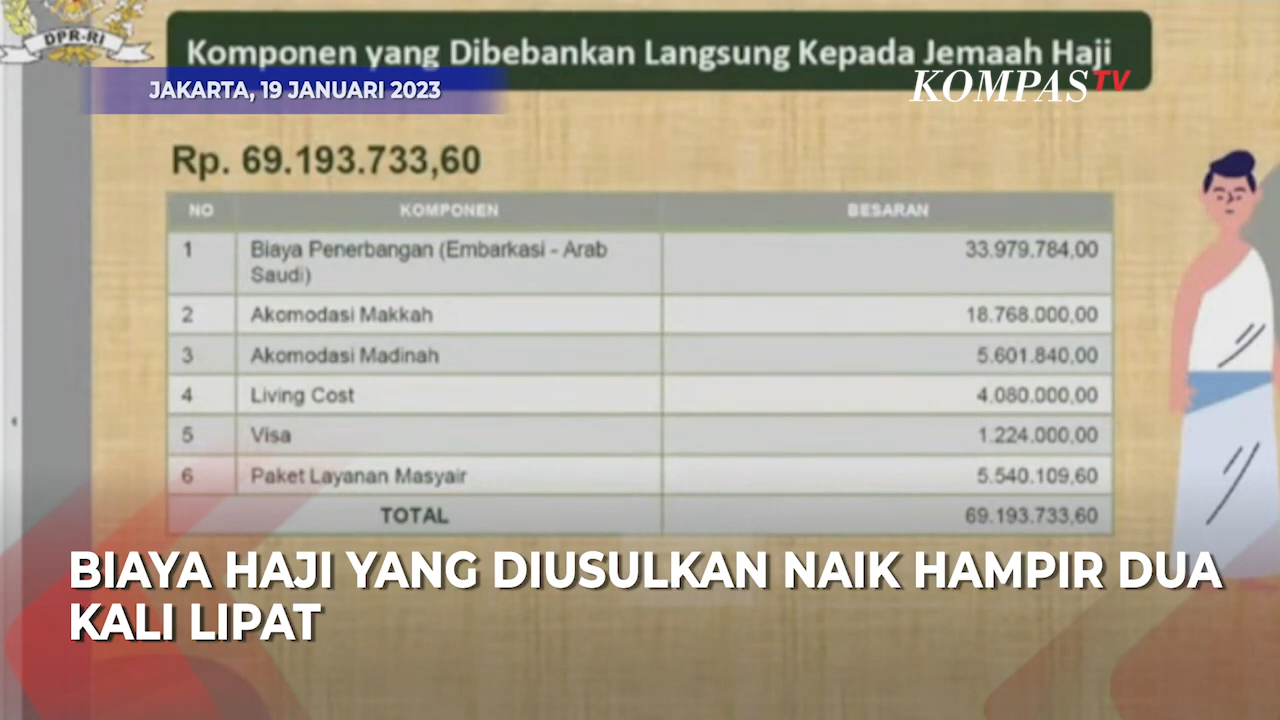 DPR-RI
Komponen yang Dibebankan Langsung Kepada Jemaah Haji
JAKARTA, 19 JANUARI 2023
KOMPASTV
Rp. 69.193.733,60
NO KOMPONEN BESARAN
1 Biaya Penerbangan (Embarkasi - Arab 33.979.784,00
Saudi)
2 Akomodasi Makkah 18.768.000,00
3 Akomodasi Madinah 5.601.840,00
4 Living Cost 4.080.000,00
5 Visa 1.224.000,00
6 Paket Layanan Masyair 5.540.109,60
TOTAL 69.193.733,60
BIAYA HAJI YANG DIUSULKAN NAIK HAMPIR DUA
KALI LIPAT